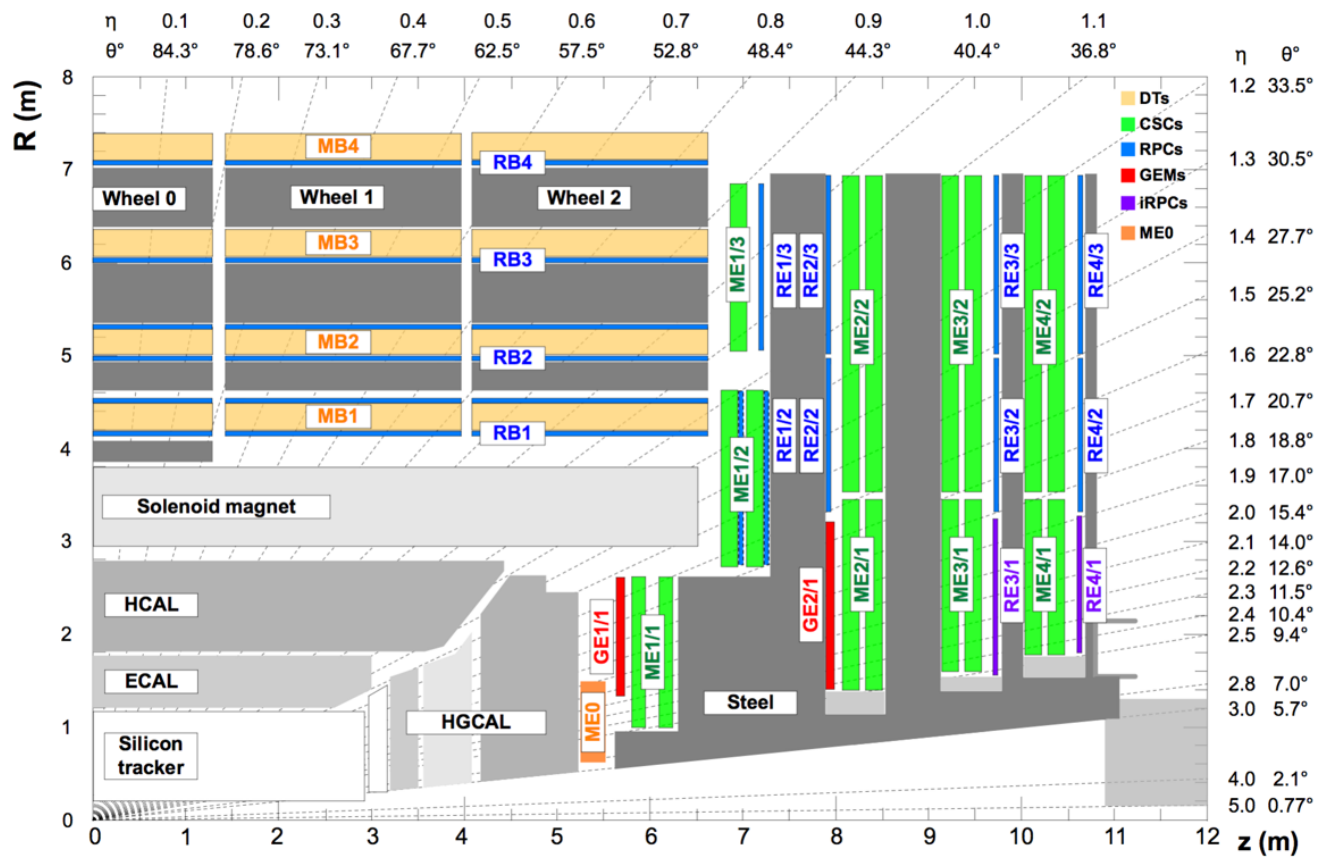 η 0.1 0.2 0.3 0.4 0.5 0.6 0.7 0.8 0.9 1.0 1.1
θ° 84.3° 78.6° 73.1° 67.7° 62.5° 57.5° 52.8° 48.4° 44.3° 40.4° 36.8° η θ°
8
1.2 33.5°
R (m)
DTs
CSCs
RPCs
GEMs
iRPCs
ME0
MB4
RB4
7
1.3 30.5°
Wheel 0 Wheel 1 Wheel 2
MB3
RB3
6
1.4 27.7°
ME1/3
RE1/3
RE2/3
ME2/2
ME3/2
RE3/3
ME4/2
RE4/3
1.5 25.2°
MB2
RB2
5
1.6 22.8°
MB1
RB1
4
1.7 20.7°
1.8 18.8°
ME1/2
RE1/2
RE2/2
RE3/2
RE4/2
1.9 17.0°
Solenoid magnet
3
2.0 15.4°
2.1 14.0°
2.2 12.6°
2.3 11.5°
2.4 10.4°
2.5 9.4°
HCAL
2
GE1/1
ME1/1
GE2/1
ME2/1
ME3/1
RE3/1
ME4/1
RE4/1
ECAL
2.8 7.0°
3.0 5.7°
Steel
HGCAL
ME0
1
Silicon
tracker
4.0 2.1°
5.0 0.77°
0
0 1 2 3 4 5 6 7 8 9 10 11 12 z (m)